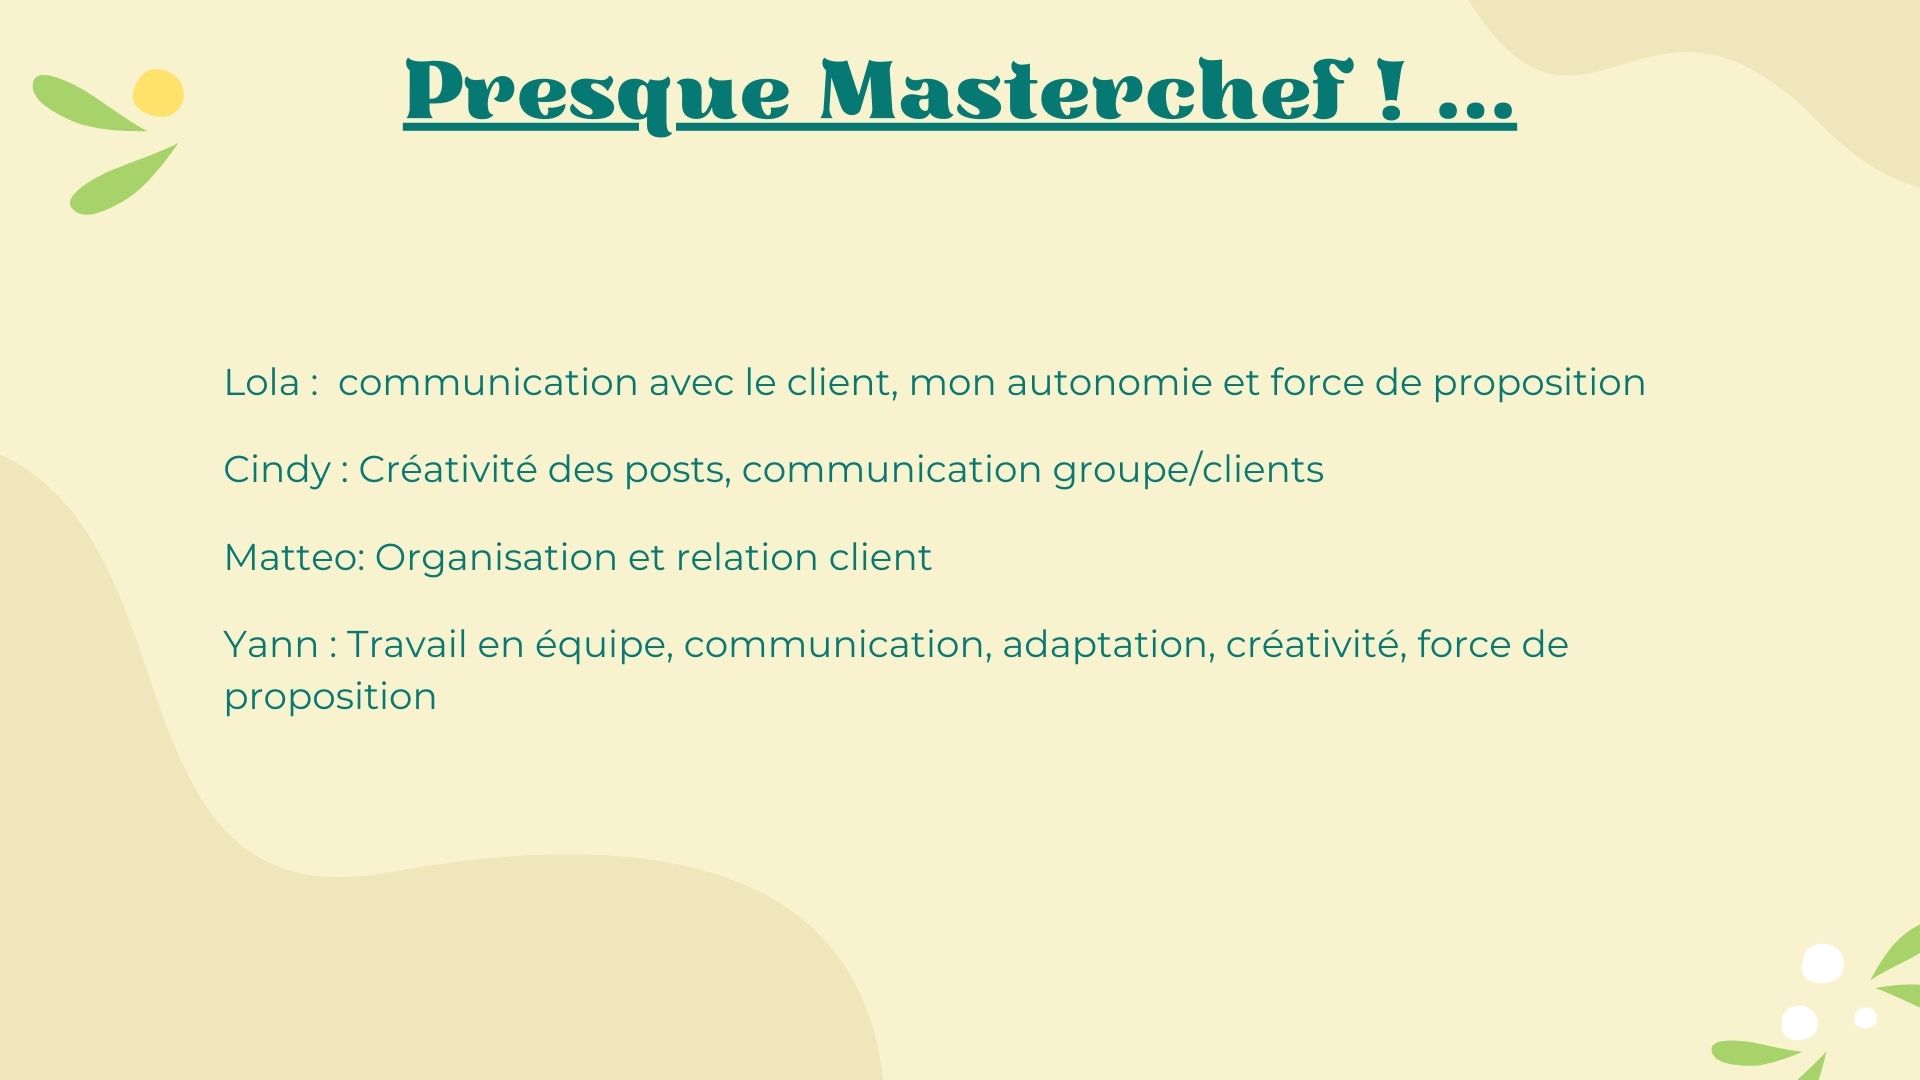 Presque Masterchef ! ...
Lola :  communication avec le client, mon autonomie et force de proposition
Cindy : Créativité des posts, communication groupe/clients
Matteo: Organisation et relation client
Yann : Travail en équipe, communication, adaptation, créativité, force de
proposition